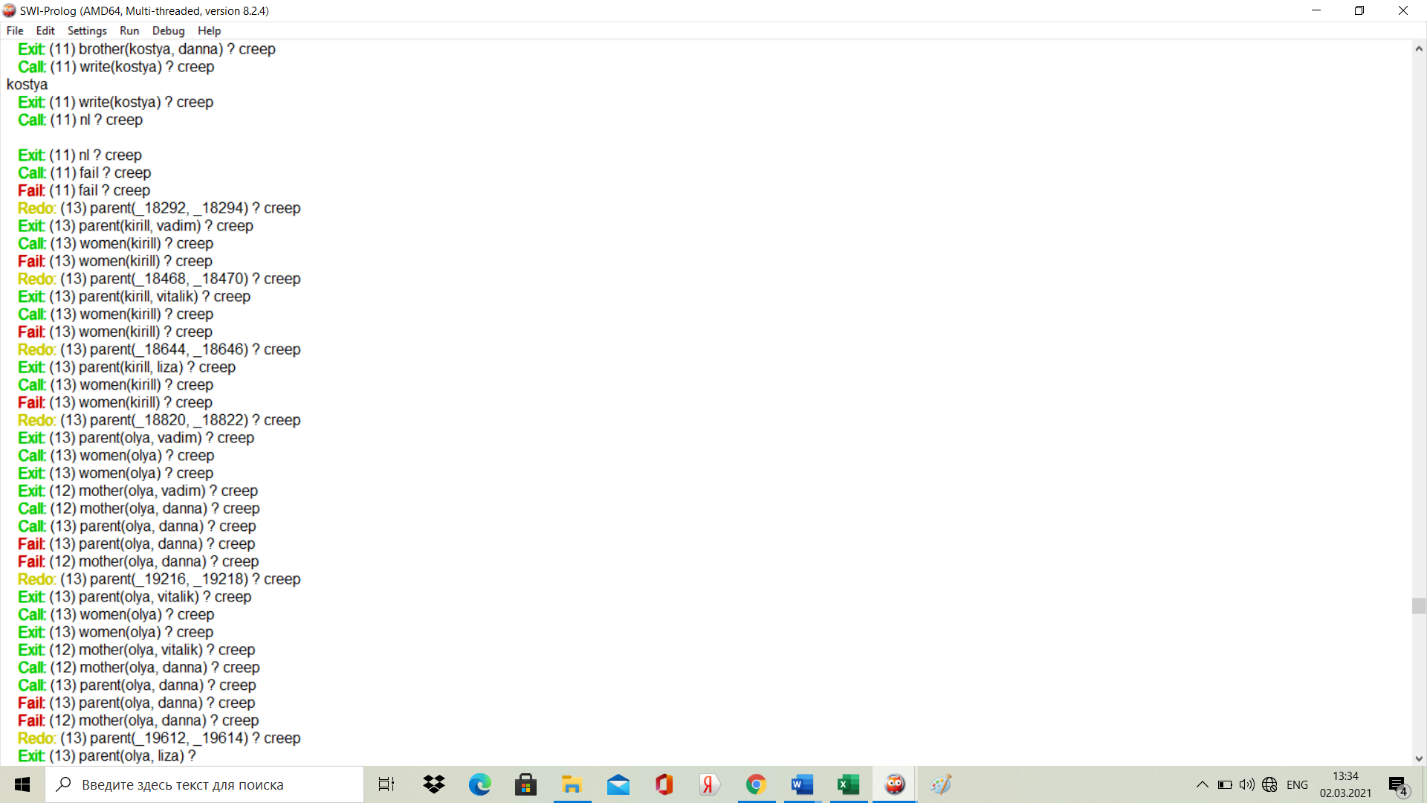 SWI-Prolog (AMD64, Multi-threaded, version 8.2.4)
File Edit Settings Run Debug Help
Exit: (11) brother(kostya, danna) ? creep
Call: (11) write(kostya) ? creep
kostya
Exit: (11) write(kostya) ? creep
Call: (11) nl ? creep
Exit: (11) nl ? creep
Call: (11) fail ? creep
Fail: (11) fail ? creep
Redo: (13) parent(_18292, _18294) ? creep
Exit: (13) parent(kirill, vadim) ? creep
Call: (13) women(kirill) ? creep
Fail: (13) women(kirill) ? creep
Redo: (13) parent(_18468, _18470) ? creep
Exit: (13) parent(kirill, vitalik) ? creep
Call: (13) women(kirill) ? creep
Fail: (13) women(kirill) ? creep
Redo: (13) parent(_18644, _18646) ? creep
Exit: (13) parent(kirill, liza) ? creep
Call: (13) women(kirill) ? creep
Fail: (13) women(kirill) ? creep
Redo: (13) parent(_18820, _18822) ? creep
Exit: (13) parent(olya, vadim) ? creep
Call: (13) women(olya) ? creep
Exit: (13) women(olya) ? creep
Exit: (12) mother(olya, vadim) ? creep
Call: (12) mother(olya, danna) ? creep
Call: (13) parent(olya, danna) ? creep
Fail: (13) parent(olya, danna) ? creep
Fail: (12) mother(olya, danna) ? creep
Redo: (13) parent(_19216, _19218) ? creep
Exit: (13) parent(olya, vitalik) ? creep
Call: (13) women(olya) ? creep
Exit: (13) women(olya) ? creep
Exit: (12) mother(olya, vitalik) ? creep
Call: (12) mother(olya, danna) ? creep
Call: (13) parent(olya, danna) ? creep
Fail: (13) parent(olya, danna) ? creep
Fail: (12) mother(olya, danna) ? creep
Redo: (13) parent(_19612, _19614) ? creep
Exit: (13) parent(olya, liza) ?
Введите здесь текст для поиска
ENG
13:34
02.03.2021
4